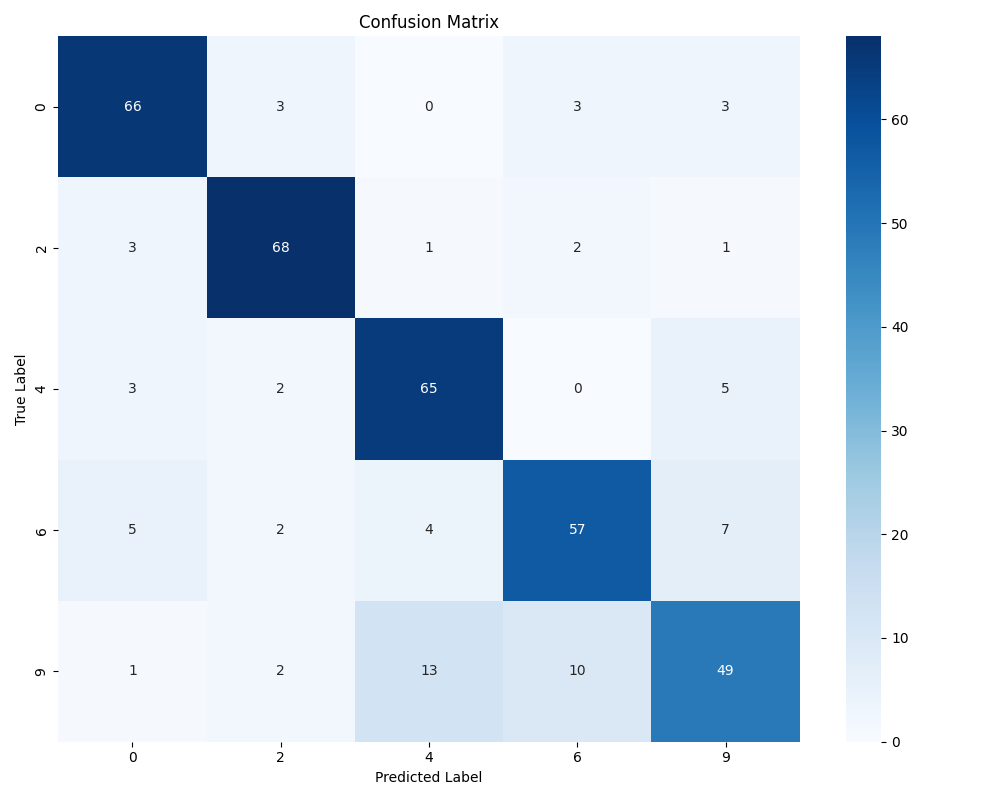 Confusion Matrix
0 66 3 0 3 3
2 3 68 1 2 1
4 3 2 65 0 5
6 5 2 4 57 7
9 1 2 13 10 49
0 2 4 6 9
True Label
Predicted Label
60
50
40
30
20
10
0